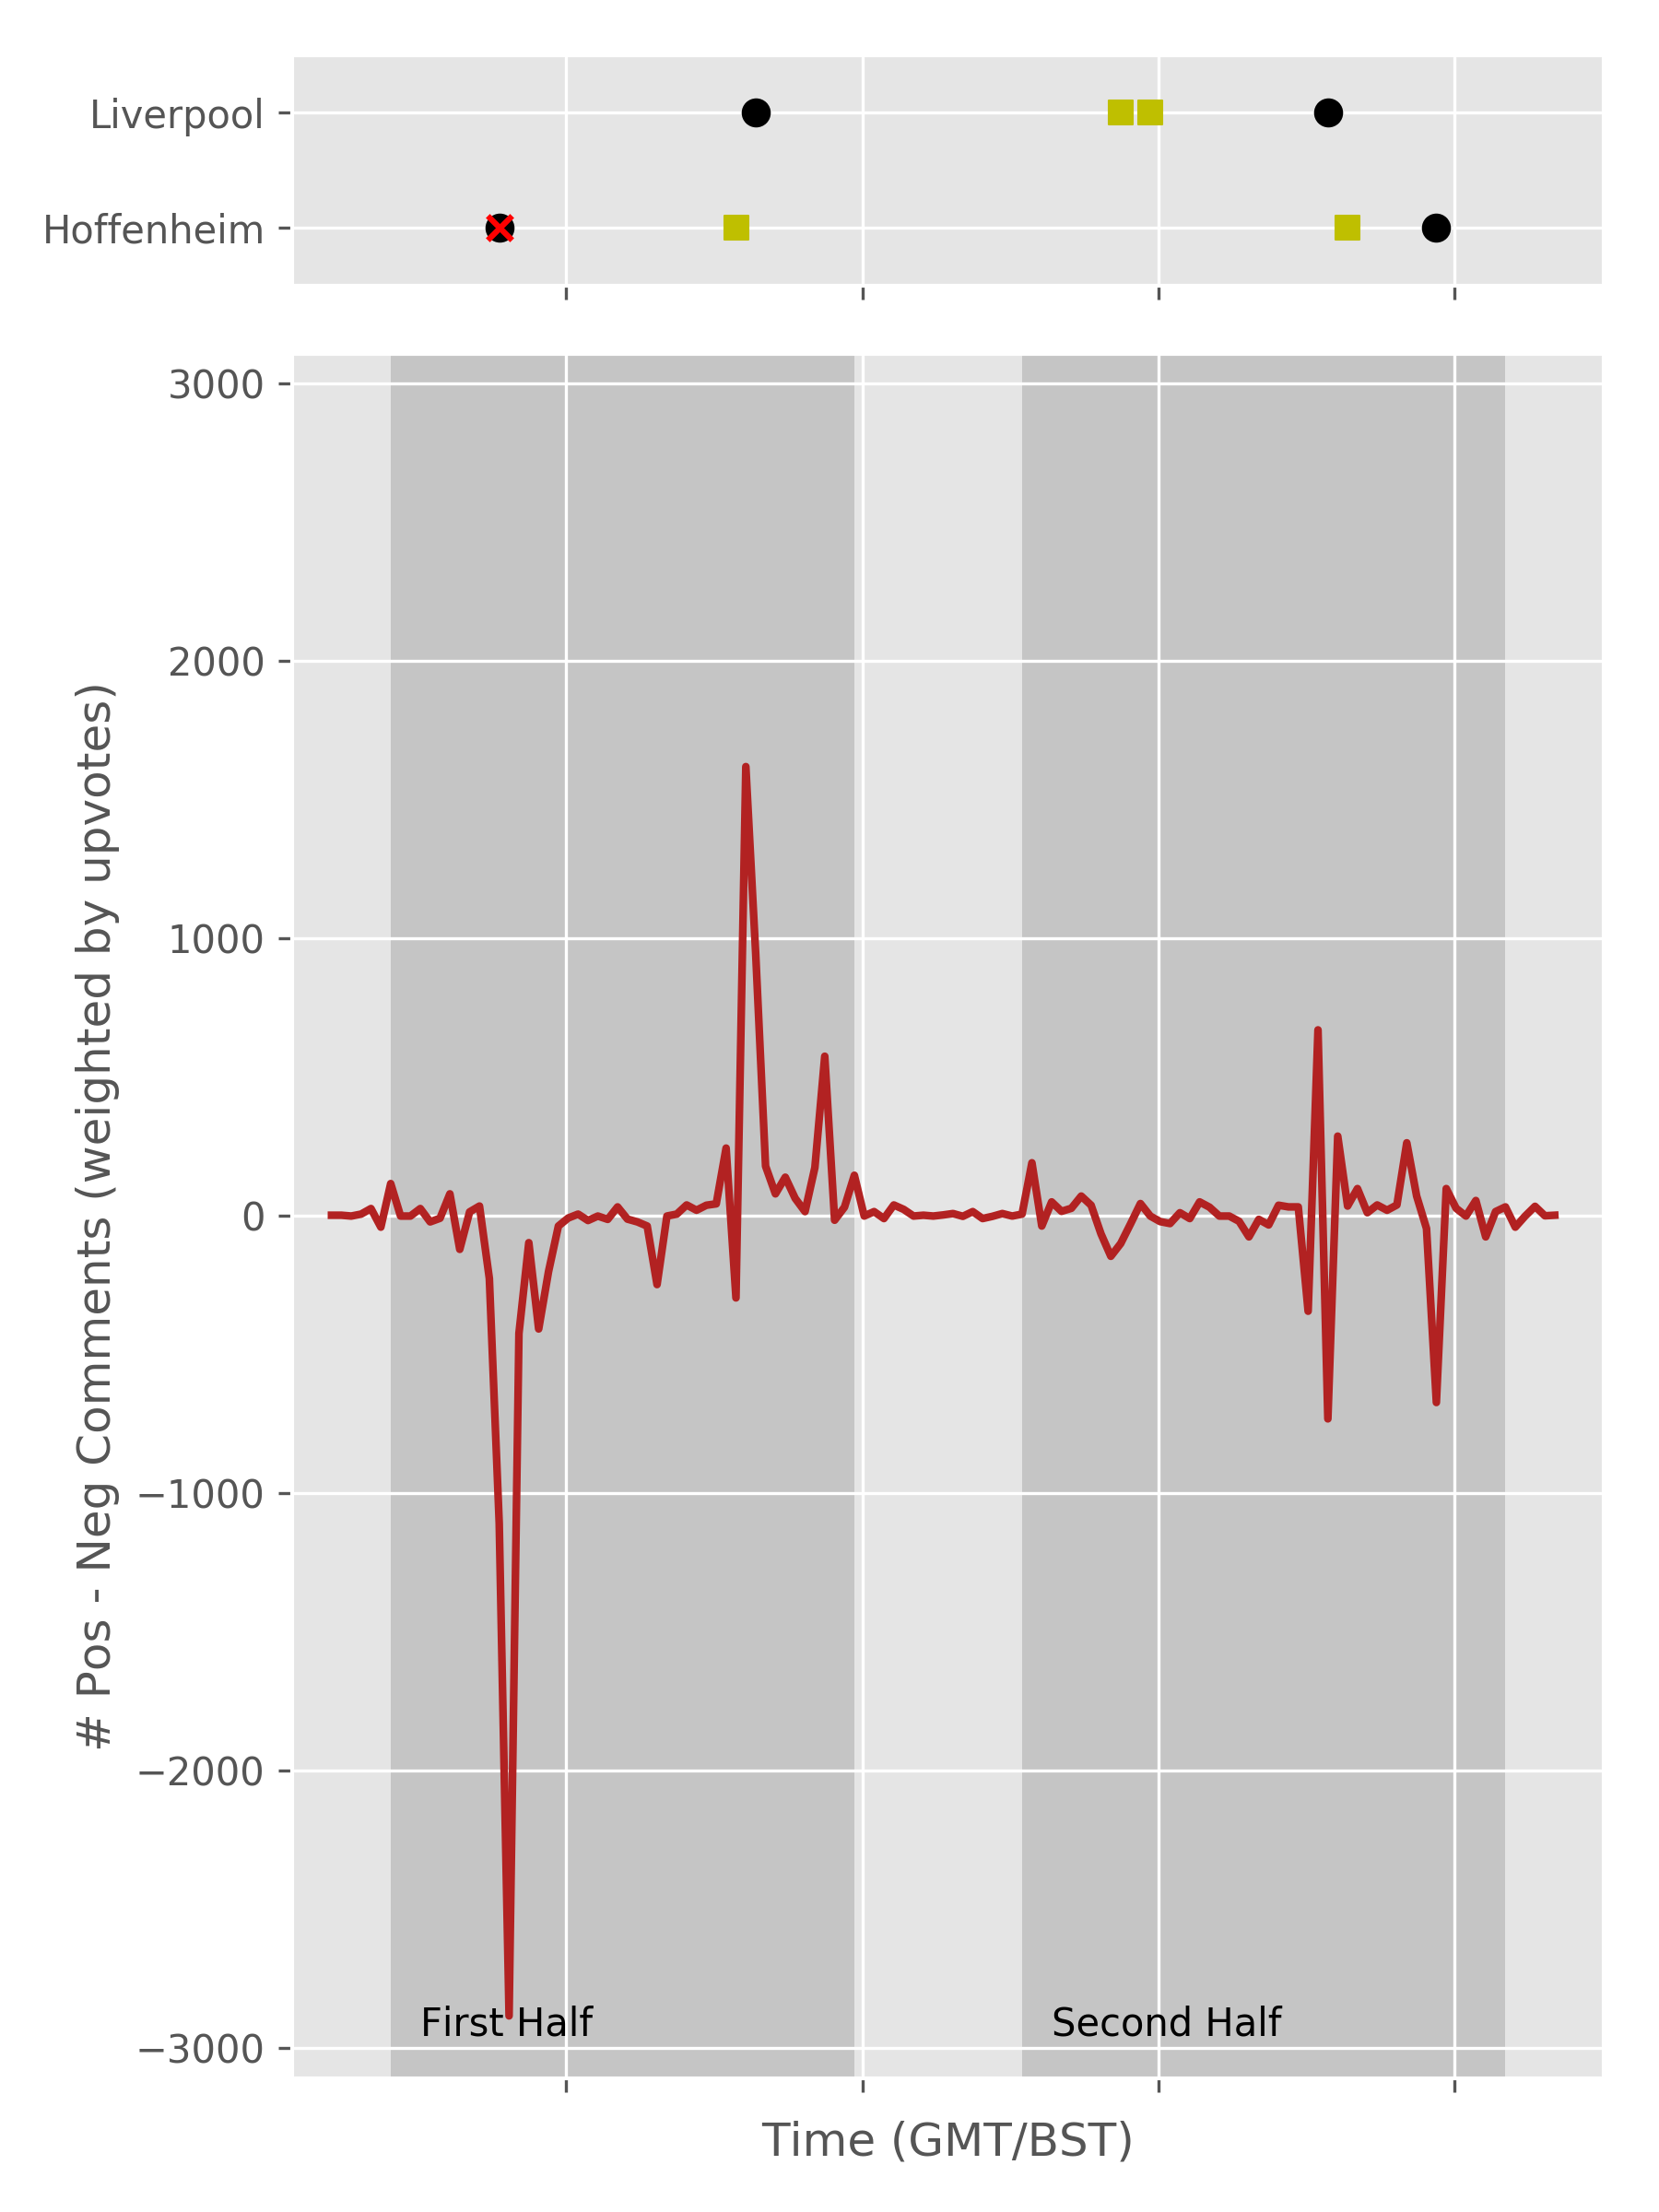 Liverpool
Hoffenheim
3000
2000
1000
0
−1000
−2000
−3000
# Pos - Neg Comments (weighted by upvotes)
First Half
Second Half
Time (GMT/BST)